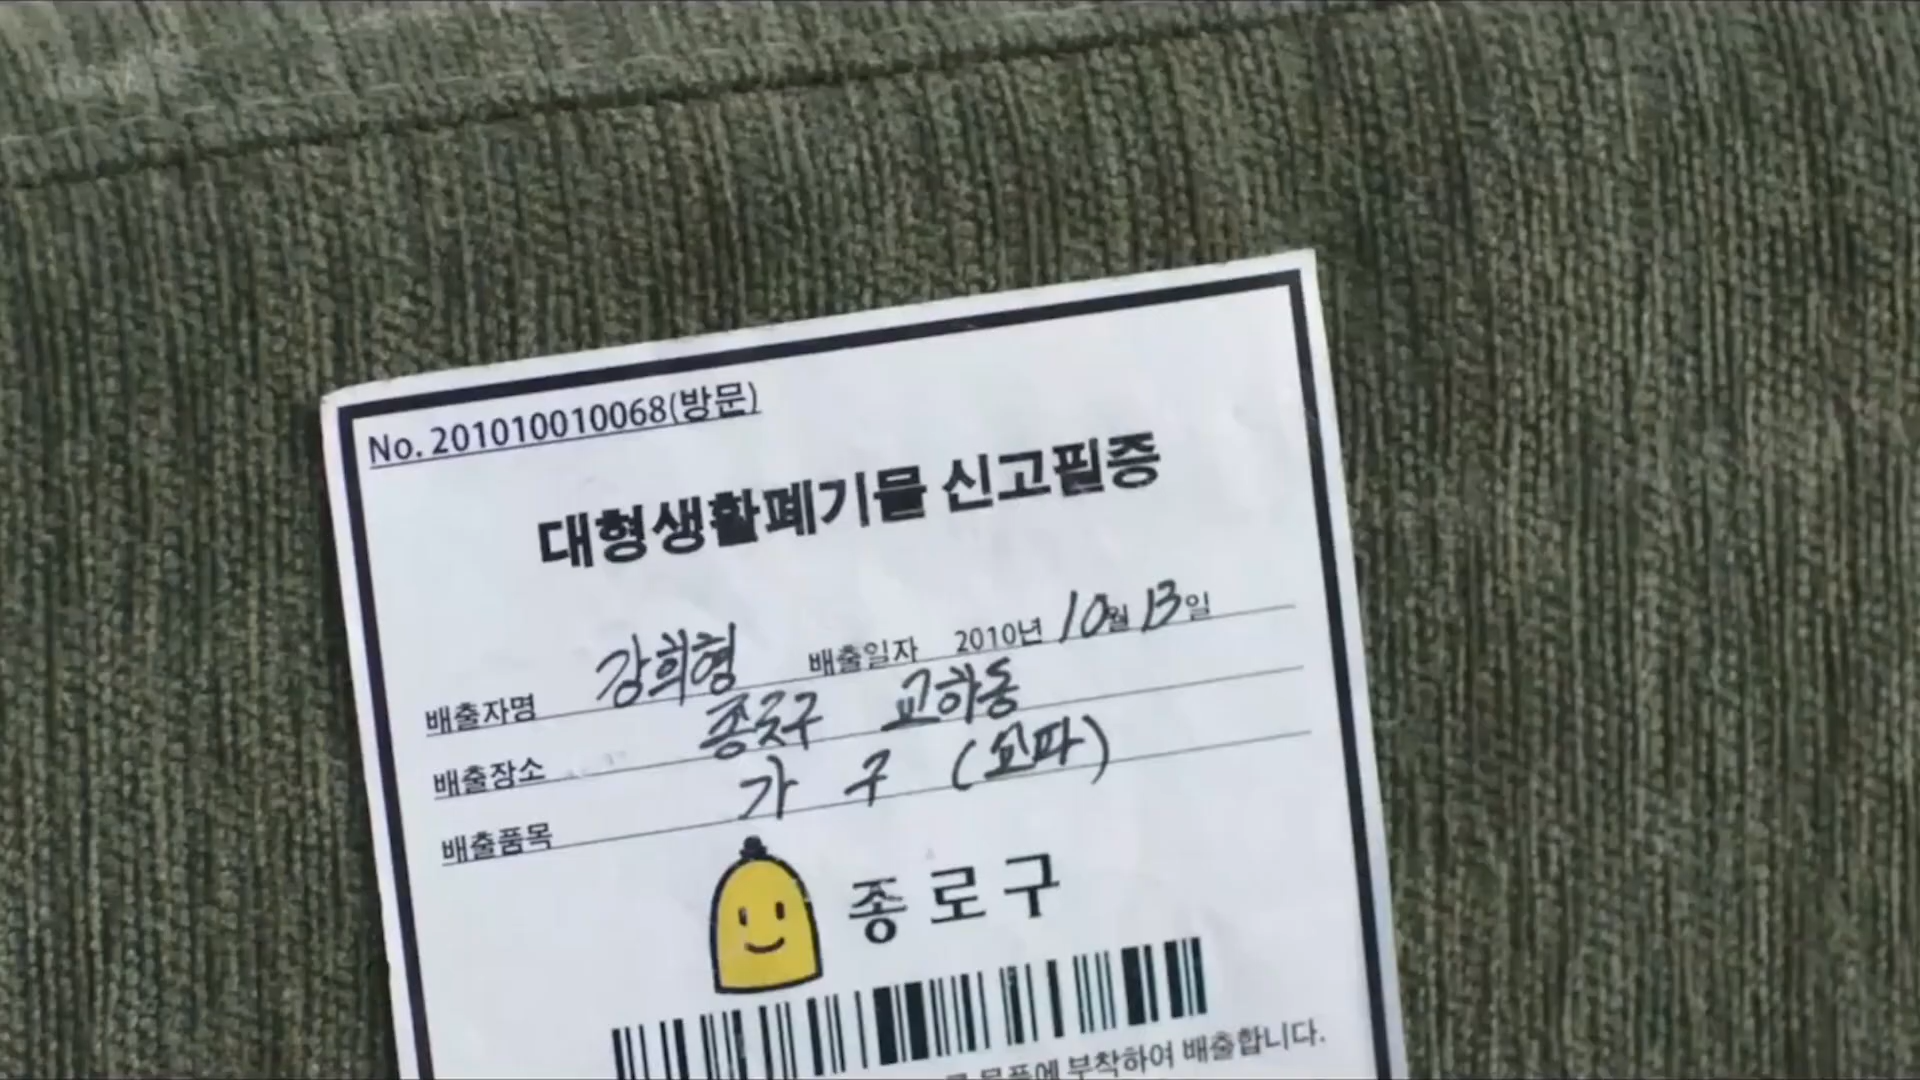 No. 201010010068(방문)
대형생활폐기물 신고필증
배출자명 강희형 배출일자 2010년 10월 13일
배출장소 종로구 교하동
배출품목 가 구 (쇼파)
종로구
물품에 부착하여 배출합니다.